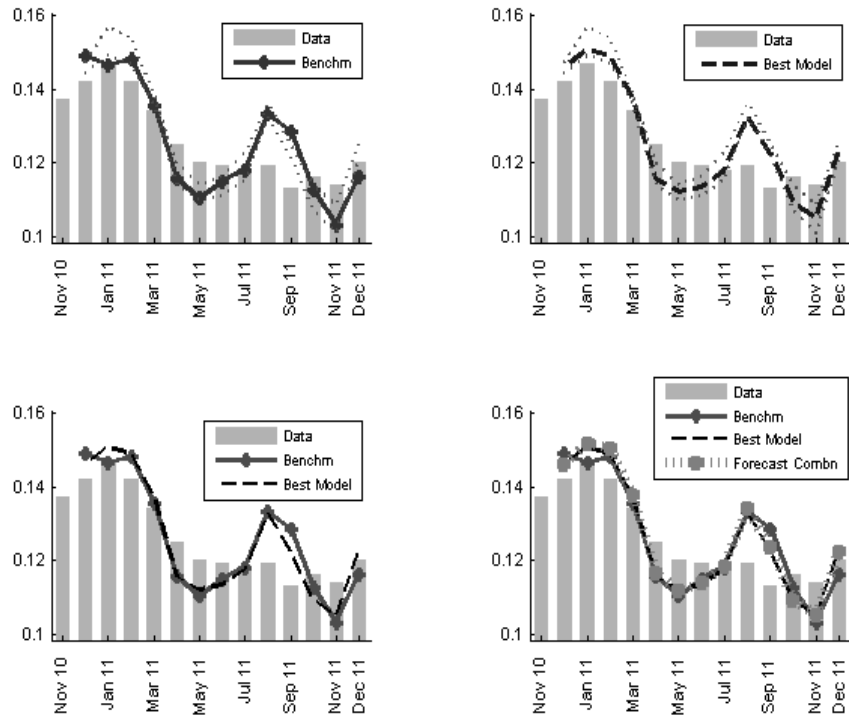 0.16
0.14
0.12
0.1
Data
Benchm
Nov 10
Jan 11
Mar 11
May 11
Jul 11
Sep 11
Nov 11
Dec 11
0.16
0.14
0.12
0.1
Data
Best Model
Nov 10
Jan 11
Mar 11
May 11
Jul 11
Sep 11
Nov 11
Dec 11
0.16
0.14
0.12
0.1
Data
Benchm
Best Model
Nov 10
Jan 11
Mar 11
May 11
Jul 11
Sep 11
Nov 11
Dec 11
0.16
0.14
0.12
0.1
Data
Benchm
Best Model
Forecast Combn
Nov 10
Jan 11
Mar 11
May 11
Jul 11
Sep 11
Nov 11
Dec 11